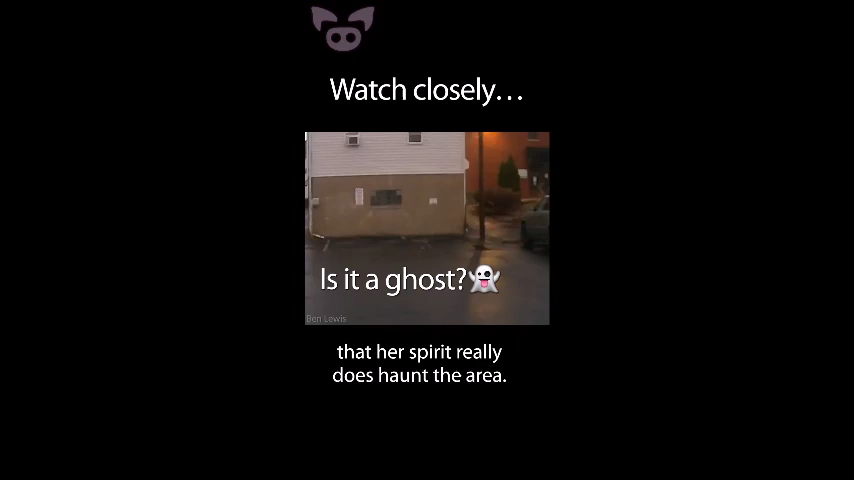 Watch closely...
Is it a ghost?👻
Ben Lewis
that her spirit really
does haunt the area.